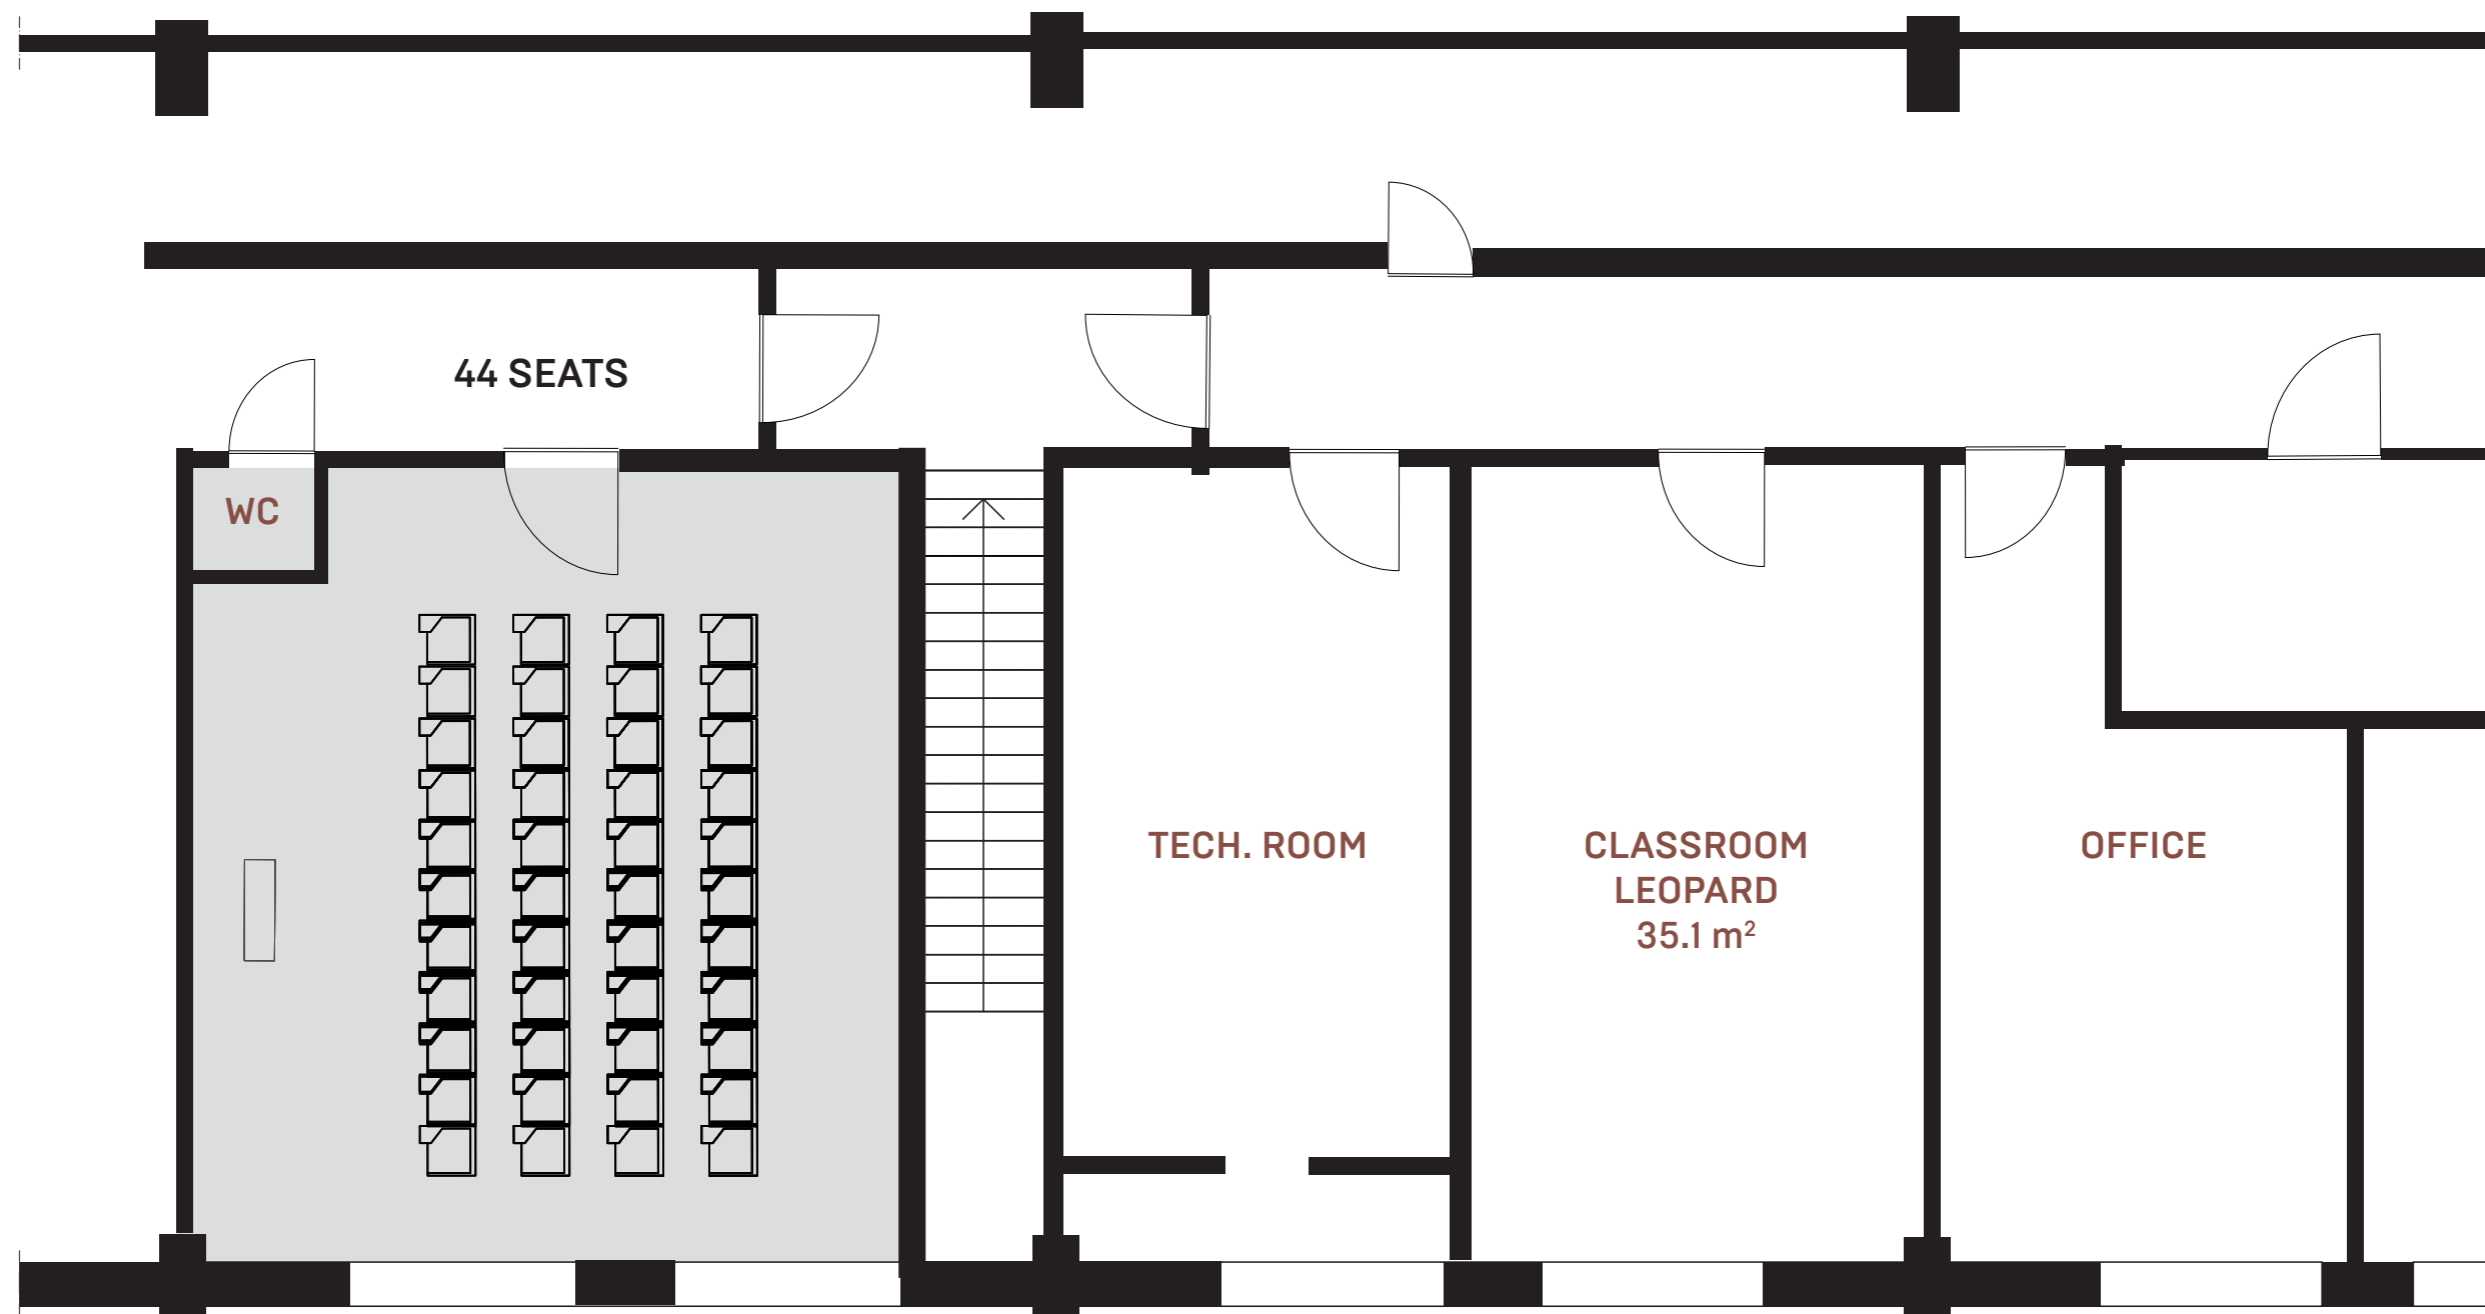 44 SEATS
WC
TECH. ROOM
CLASSROOM
LEOPARD
35.1 m²
OFFICE